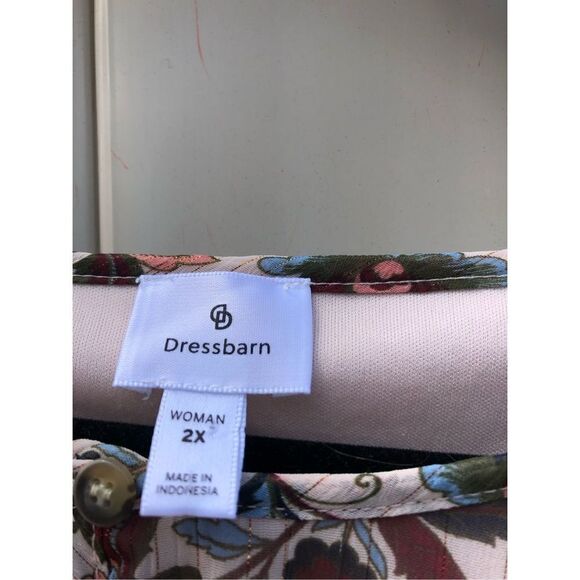 Dressbarn
WOMAN
2X
MADE IN
INDONESIA